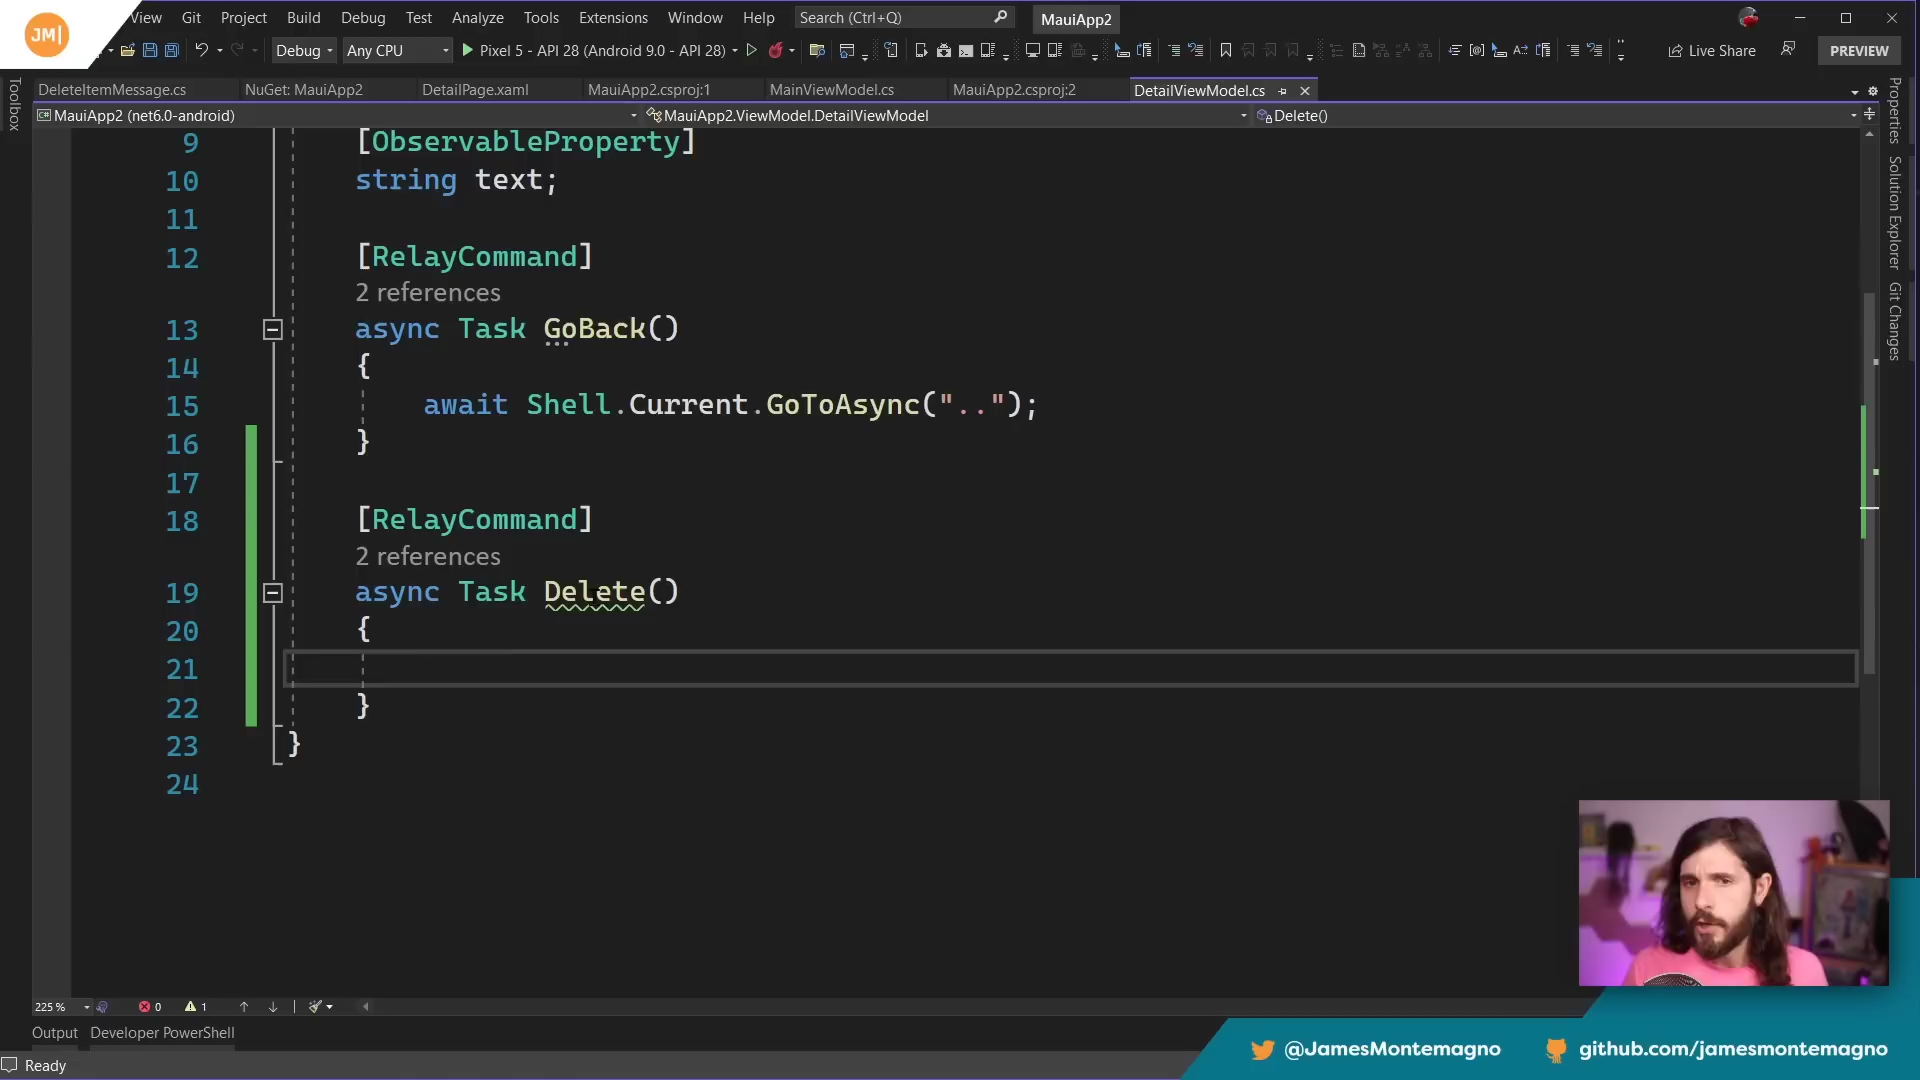 JM|
View Git Project Build Debug Test Analyze Tools Extensions Window Help Search (Ctrl+Q) MauiApp2
Debug Any CPU Pixel 5 - API 28 (Android 9.0 - API 28) Live Share PREVIEW
DeleteItemMessage.cs NuGet: MauiApp2 DetailPage.xaml MauiApp2.csproj:1 MainViewModel.cs MauiApp2.csproj:2 DetailViewModel.cs
MauiApp2 (net6.0-android) MauiApp2.ViewModel.DetailViewModel Delete()
Toolbox
Properties
Solution Explorer
Git Changes
9 [ObservableProperty]
10 string text;
11
12 [RelayCommand]
2 references
13 async Task GoBack()
14 {
15 await Shell.Current.GoToAsync("..");
16 }
17
18 [RelayCommand]
2 references
19 async Task Delete()
20 {
21
22 }
23 }
24
225 % 0 1
Output Developer PowerShell
Ready
@JamesMontemagno github.com/jamesmontemagno